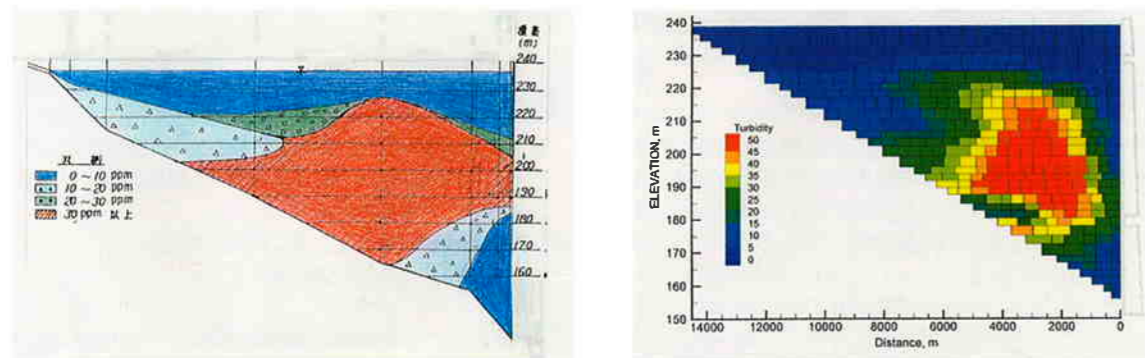 標高
(m)
240
230
220
210
200
190
180
170
160
凡例
0～10 ppm
10～20 ppm
20～30 ppm
30 ppm 以上
240
230
220
210
200
190
180
170
160
150
ELEVATION, m
Turbidity
50
45
40
35
30
25
20
15
10
5
0
14000 12000 10000 8000 6000 4000 2000 0
Distance, m